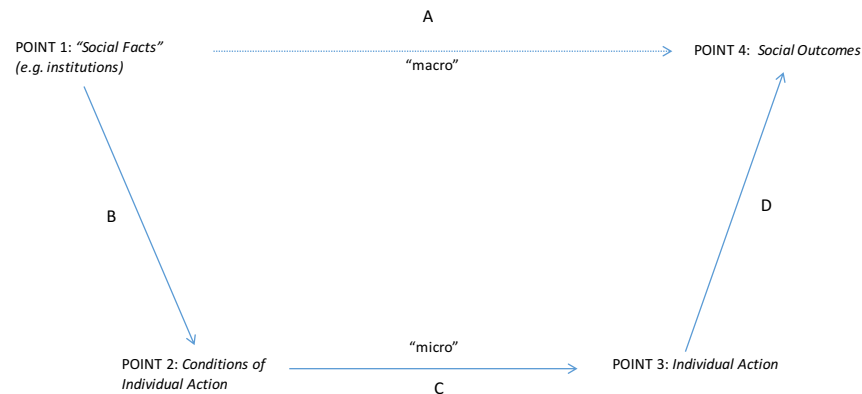 A
POINT 1: “Social Facts”
(e.g. institutions)
“macro”
POINT 4: Social Outcomes
B
D
POINT 2: Conditions of
Individual Action
“micro”
C
POINT 3: Individual Action